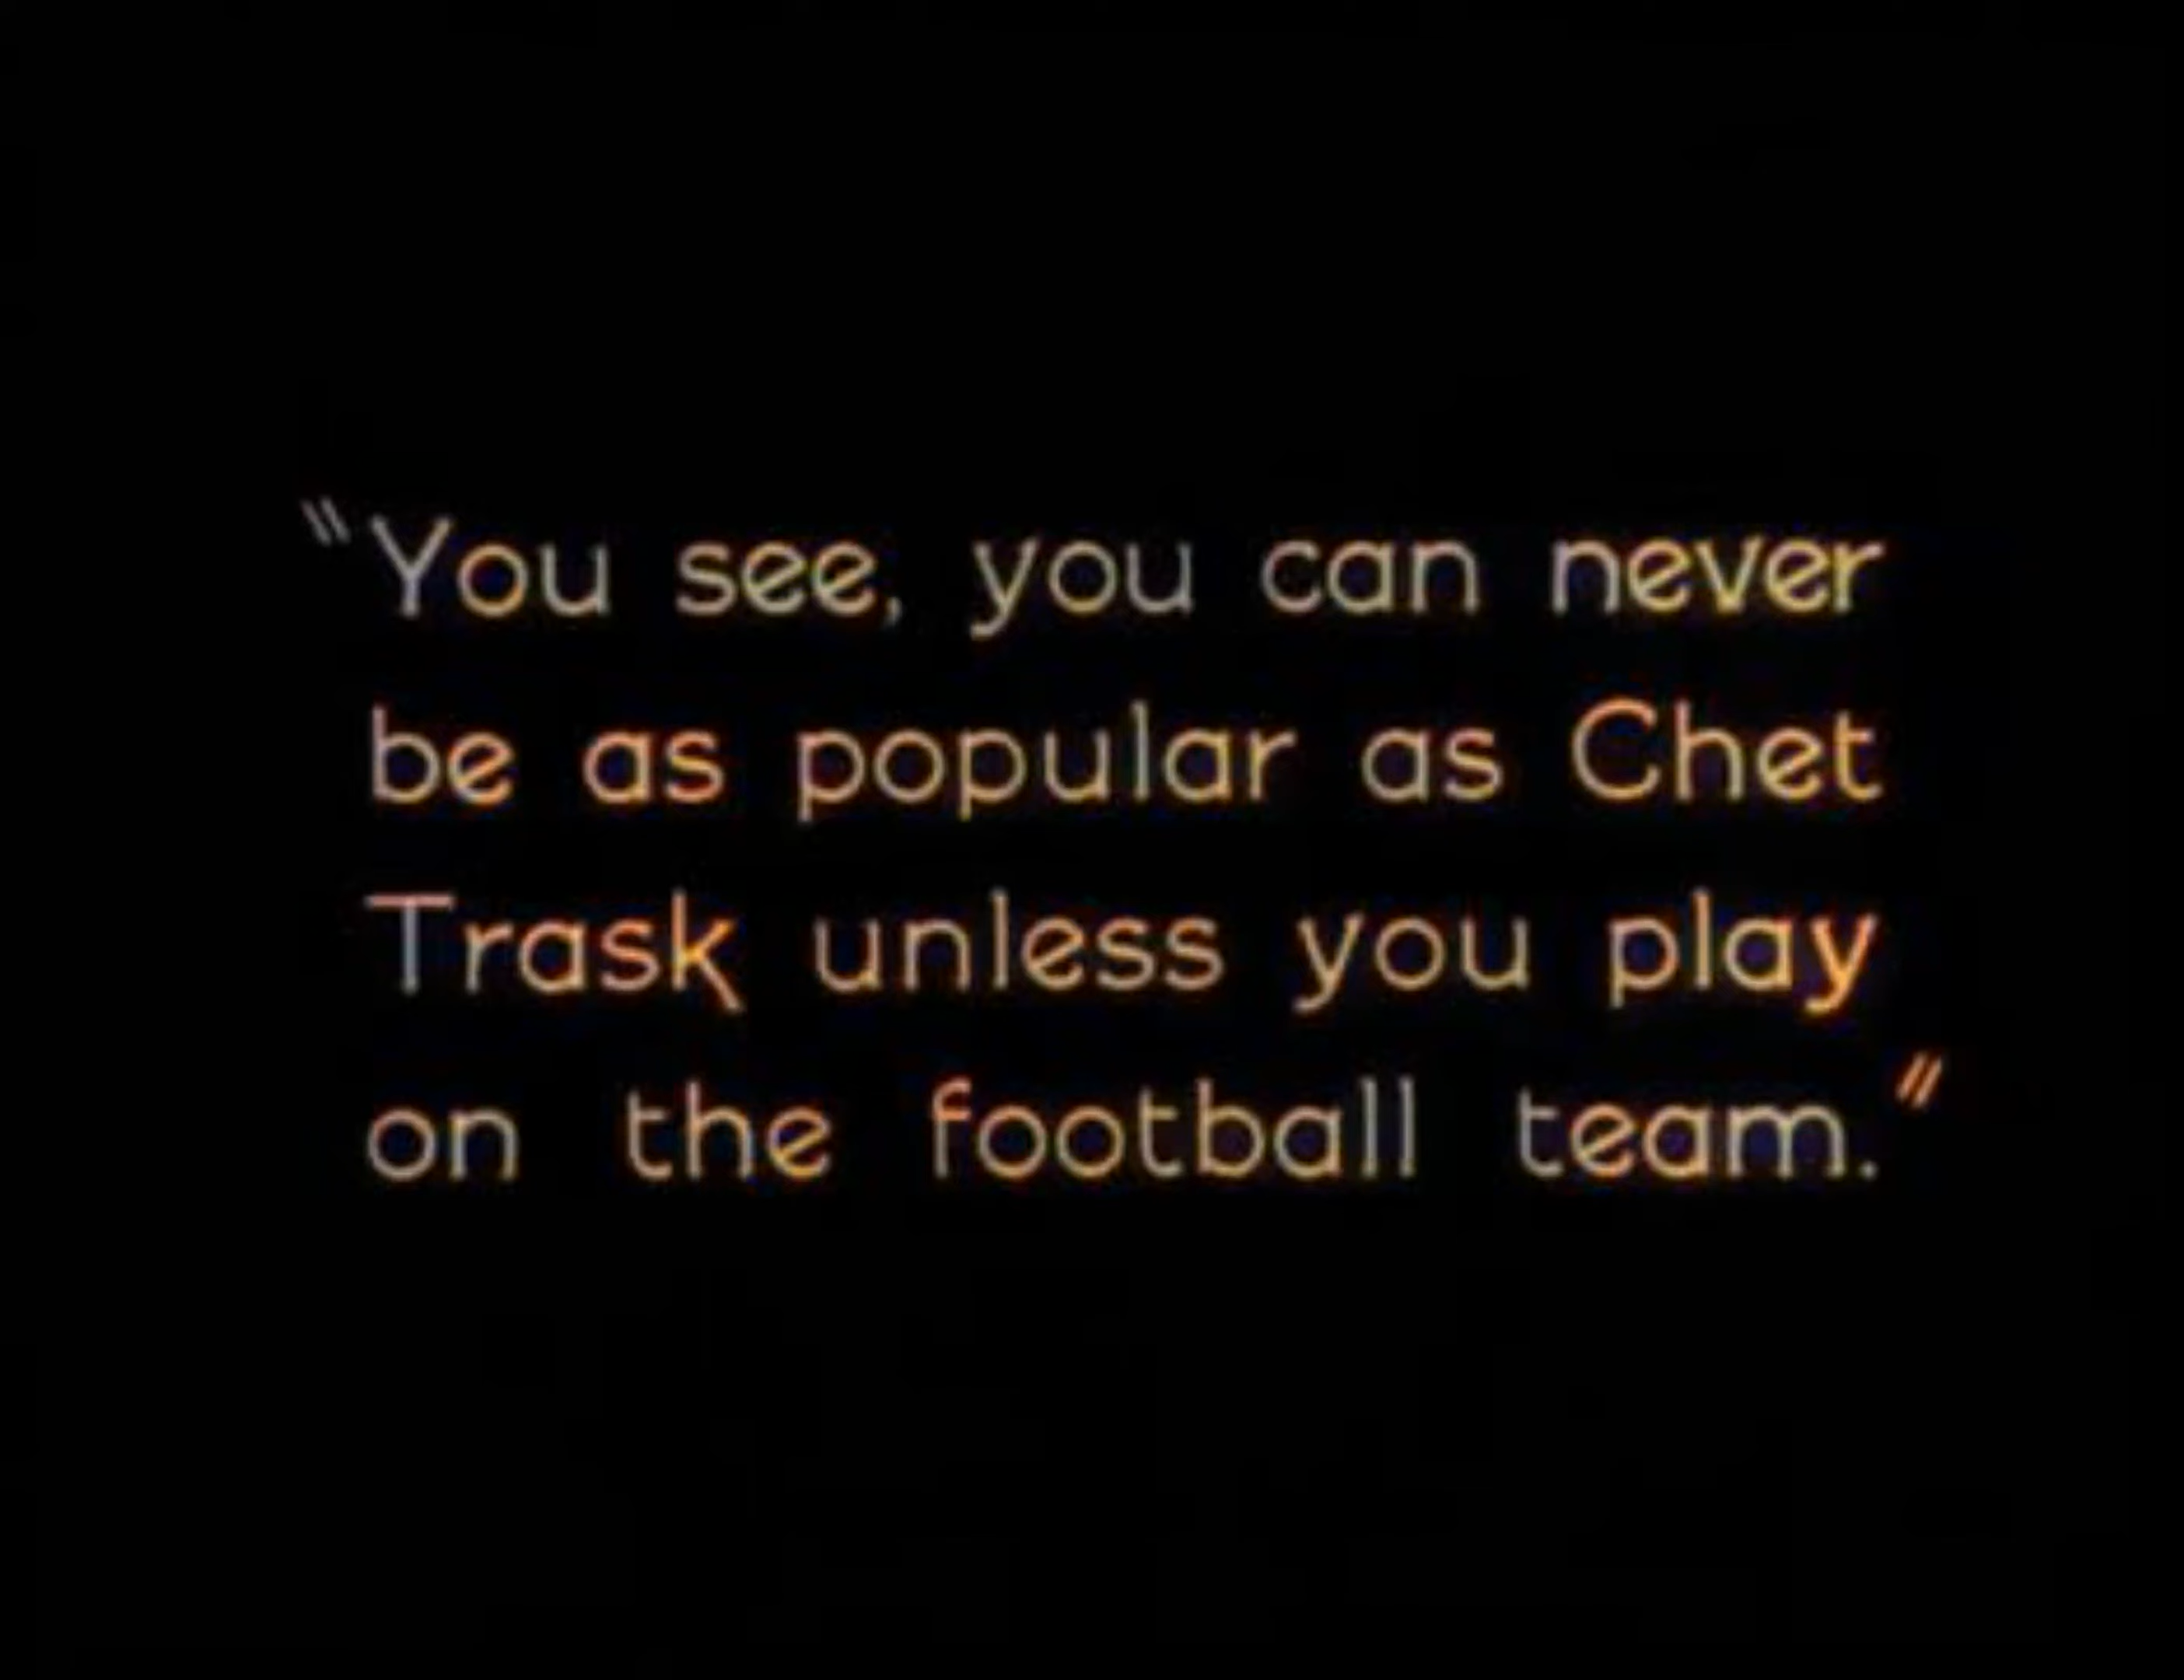 "You see, you can never
be as popular as Chet
Trask unless you play
on the football team."